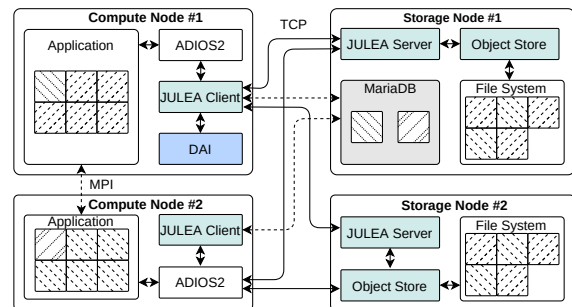 Compute Node #1
Application
ADIOS2
JULEA Client
DAI
TCP
Storage Node #1
JULEA Server
Object Store
MariaDB
File System
MPI
Compute Node #2
Application
JULEA Client
ADIOS2
Storage Node #2
JULEA Server
Object Store
File System